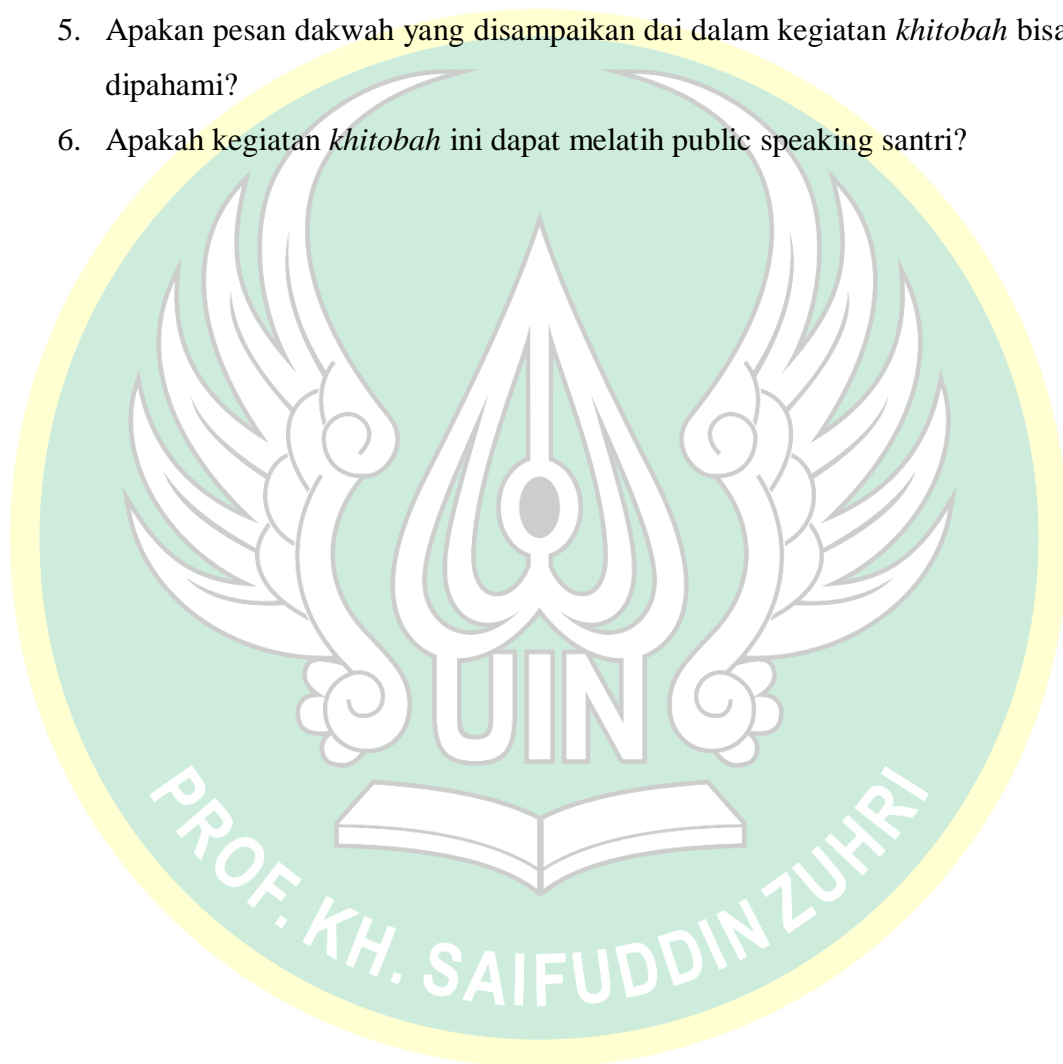 5. Apakan pesan dakwah yang disampaikan dai dalam kegiatan khitobah bisa
dipahami?
6. Apakah kegiatan khitobah ini dapat melatih public speaking santri?
UIN
PROF. KH. SAIFUDDIN ZUHRI